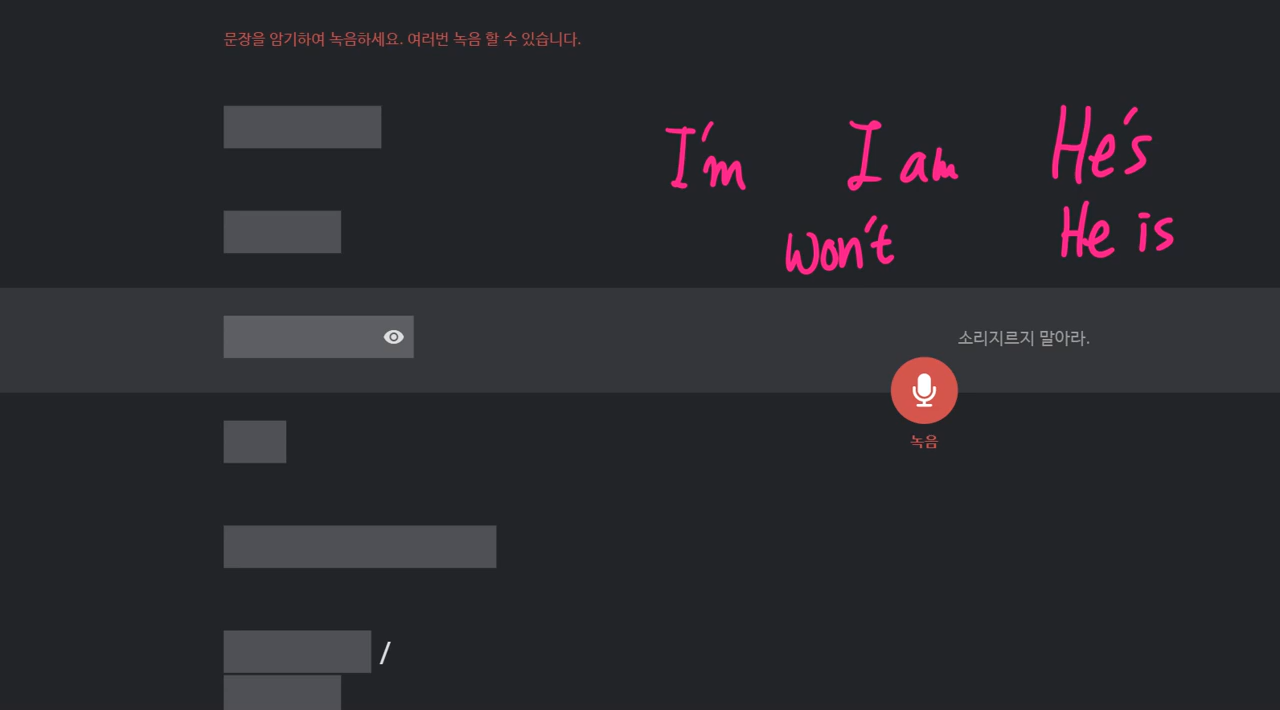 문장을 암기하여 녹음하세요. 여러번 녹음 할 수 있습니다.
I'm I am He's
won't He is
소리지르지 말아라.
녹음
/